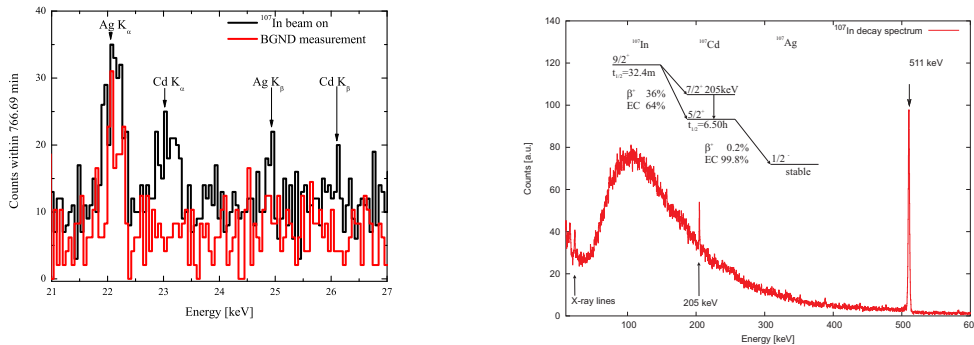 Ag Kα
¹⁰⁷In beam on
BGND measurement
Cd Kα
Ag Kβ
Cd Kβ
40
30
20
10
0
Counts within 766.69 min
21 22 23 24 25 26 27
Energy [keV]
¹⁰⁷In decay spectrum
¹⁰⁷In ¹⁰⁷Cd ¹⁰⁷Ag
9/2⁺
t₁/₂=32.4m
7/2⁺ 205keV
β⁺ 36%
EC 64%
5/2⁺
t₁/₂=6.50h
β⁺ 0.2%
EC 99.8%
1/2⁻
stable
511 keV
140
120
100
80
60
40
20
0
Counts [a.u]
X-ray lines
205 keV
100 200 300 400 500 60
Energy [keV]